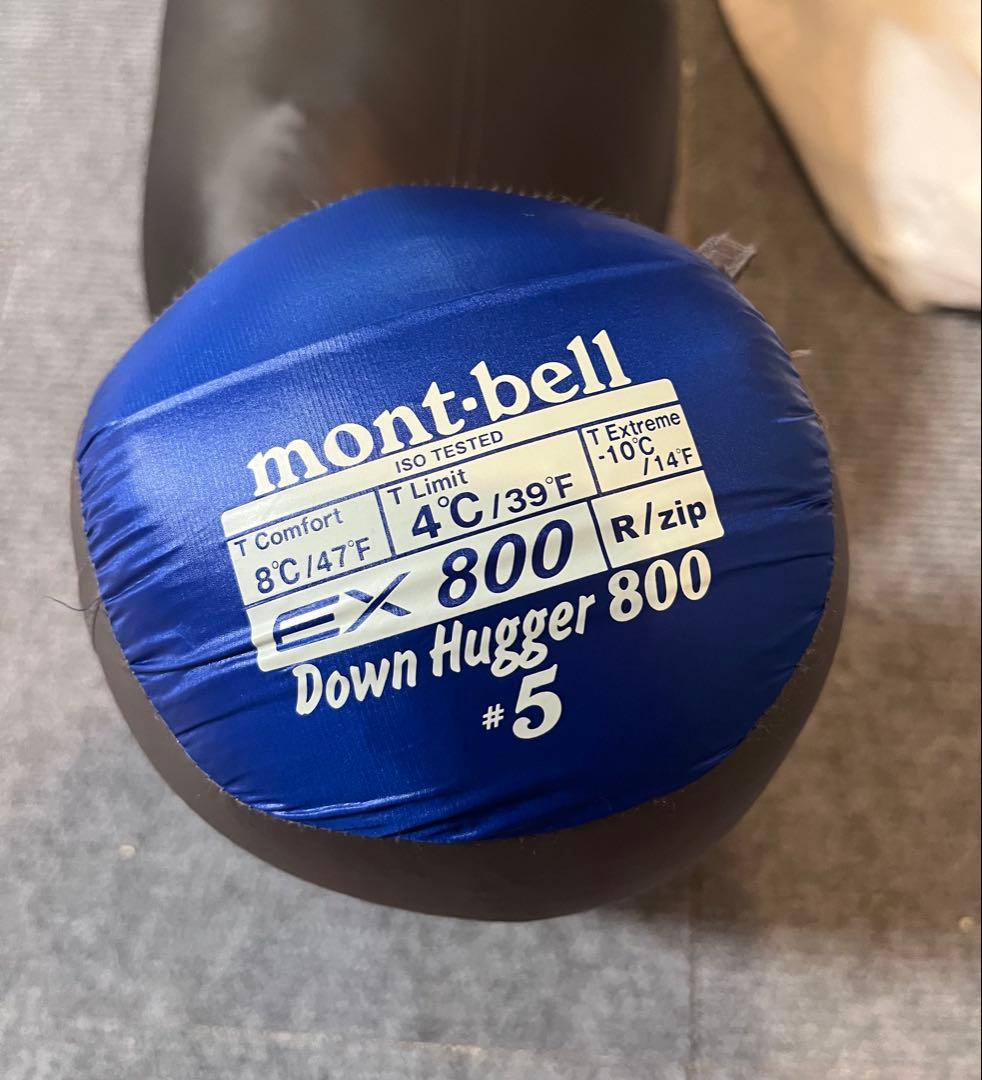 mont·bell
ISO TESTED
T Comfort
8℃/47°F
T Limit
4℃/39°F
T Extreme
-10℃/14°F
EX 800
R/zip
Down Hugger 800
#5